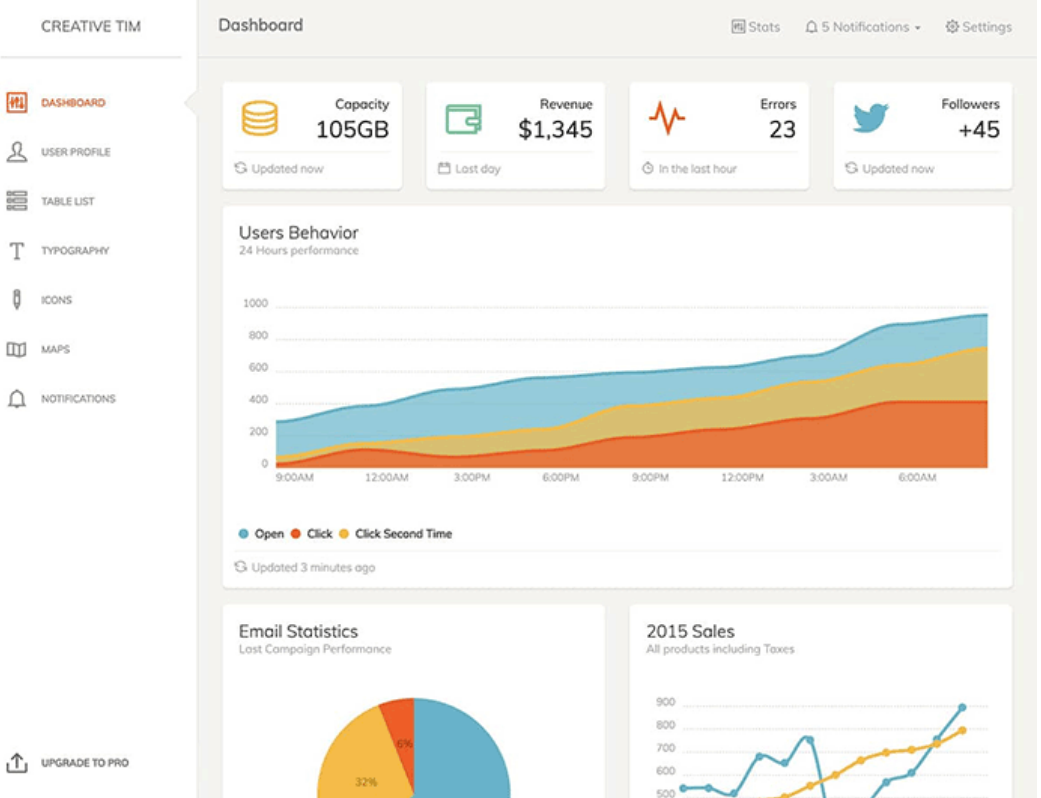 CREATIVE TIM
DASHBOARD
USER PROFILE
TABLE LIST
TYPOGRAPHY
ICONS
MAPS
NOTIFICATIONS
UPGRADE TO PRO
Dashboard
Stats
5 Notifications
Settings
Capacity
105GB
Updated now
Revenue
$1,345
Last day
Errors
23
In the last hour
Followers
+45
Updated now
Users Behavior
24 Hours performance
1000
800
600
400
200
0
9:00AM 12:00AM 3:00PM 6:00PM 9:00PM 12:00PM 3:00AM 6:00AM
Open Click Click Second Time
Updated 3 minutes ago
Email Statistics
Last Campaign Performance
6%
32%
2015 Sales
All products including Taxes
900
800
700
600
500